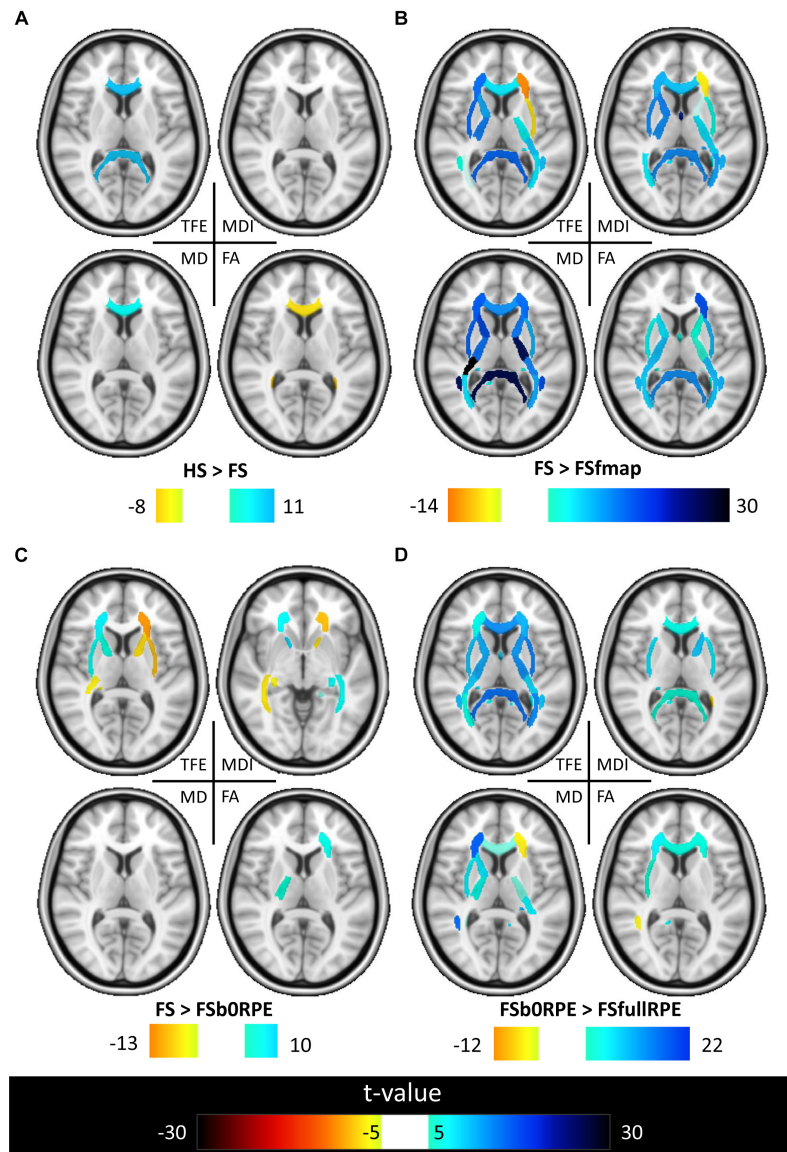 A
B
TFE MDI
MD FA
TFE MDI
MD FA
HS > FS
-8 11
FS > FSfmap
-14 30
C
D
TFE MDI
MD FA
TFE MDI
MD FA
FS > FSb0RPE
-13 10
FSb0RPE > FSfullRPE
-12 22
t-value
-30 -5 5 30